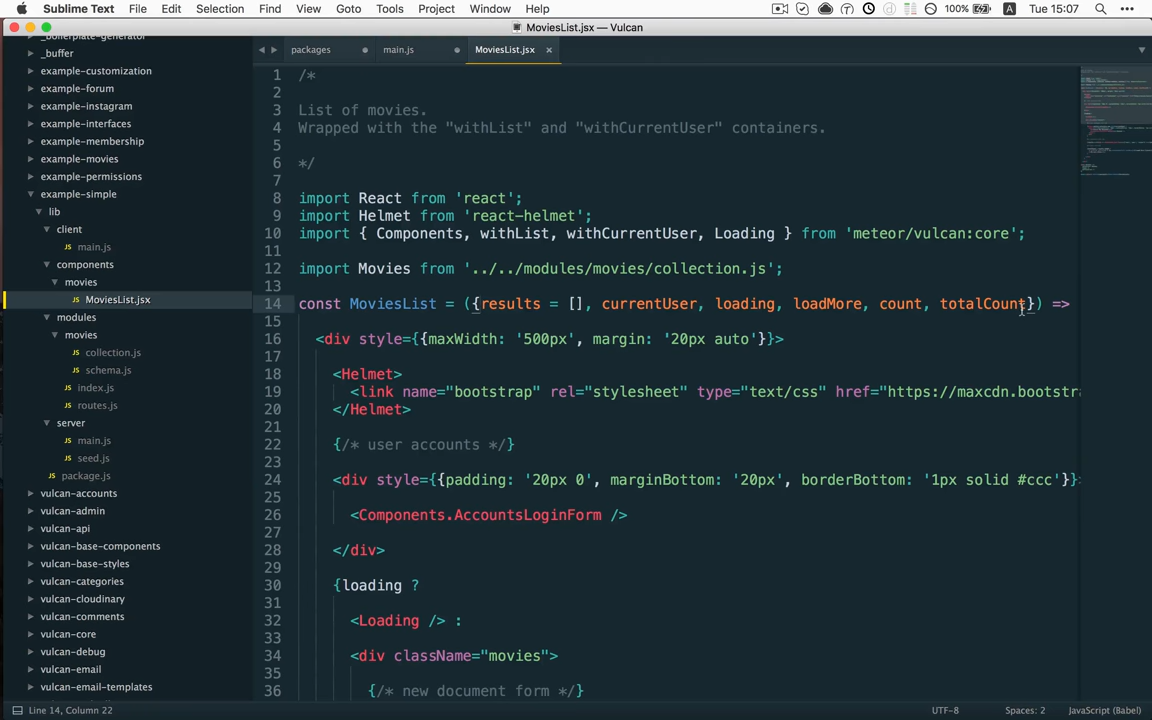 Sublime Text File Edit Selection Find View Goto Tools Project Window Help 100% A Tue 15:07
MoviesList.jsx — Vulcan
packages main.js MoviesList.jsx
_boilerplate-generator
_buffer
example-customization
example-forum
example-instagram
example-interfaces
example-membership
example-movies
example-permissions
example-simple
lib
client
JS main.js
components
movies
JS MoviesList.jsx
modules
movies
JS collection.js
JS schema.js
JS index.js
JS routes.js
server
JS main.js
JS seed.js
JS package.js
vulcan-accounts
vulcan-admin
vulcan-api
vulcan-base-components
vulcan-base-styles
vulcan-categories
vulcan-cloudinary
vulcan-comments
vulcan-core
vulcan-debug
vulcan-email
vulcan-email-templates
1 /*
2
3 List of movies.
4 Wrapped with the "withList" and "withCurrentUser" containers.
5
6 */
7
8 import React from 'react';
9 import Helmet from 'react-helmet';
10 import { Components, withList, withCurrentUser, Loading } from 'meteor/vulcan:core';
11
12 import Movies from '../../modules/movies/collection.js';
13
14 const MoviesList = ({results = [], currentUser, loading, loadMore, count, totalCount}) =>
15
16 <div style={{maxWidth: '500px', margin: '20px auto'}}>
17
18 <Helmet>
19 <link name="bootstrap" rel="stylesheet" type="text/css" href="https://maxcdn.bootstra
20 </Helmet>
21
22 {/* user accounts */}
23
24 <div style={{padding: '20px 0', marginBottom: '20px', borderBottom: '1px solid #ccc'}}
25
26 <Components.AccountsLoginForm />
27
28 </div>
29
30 {loading ?
31
32 <Loading /> :
33
34 <div className="movies">
35
36 {/* new document form */}
Line 14, Column 22 UTF-8 Spaces: 2 JavaScript (Babel)